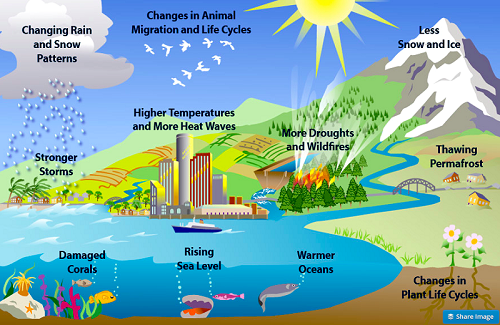 Changing Rain
and Snow
Patterns
Changes in Animal
Migration and Life Cycles
Less
Snow and Ice
Higher Temperatures
and More Heat Waves
More Droughts
and Wildfires
Thawing
Permafrost
Stronger
Storms
Damaged
Corals
Rising
Sea Level
Warmer
Oceans
Changes in
Plant Life Cycles
Share Image